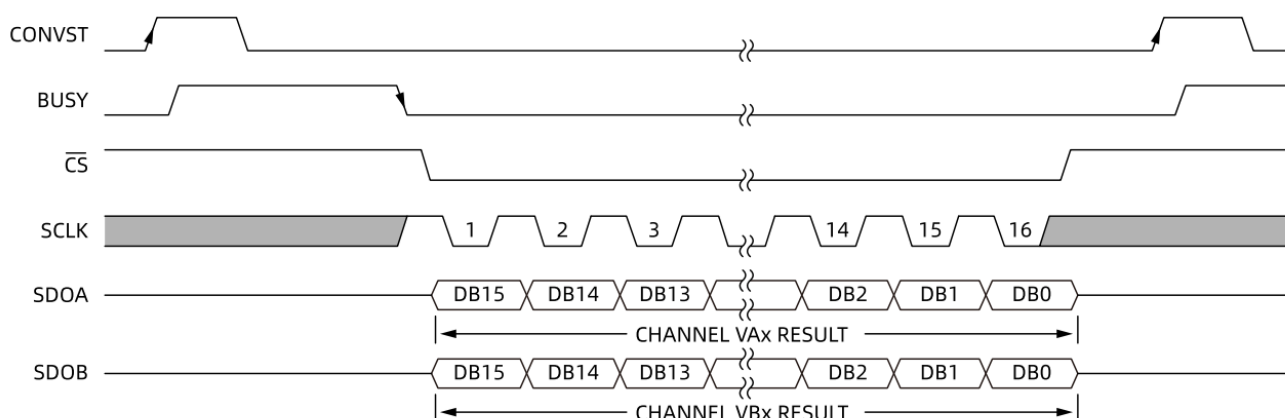 CONVST
BUSY
CS
SCLK 1 2 3 14 15 16
SDOA DB15 DB14 DB13 DB2 DB1 DB0
CHANNEL VAx RESULT
SDOB DB15 DB14 DB13 DB2 DB1 DB0
CHANNEL VBx RESULT